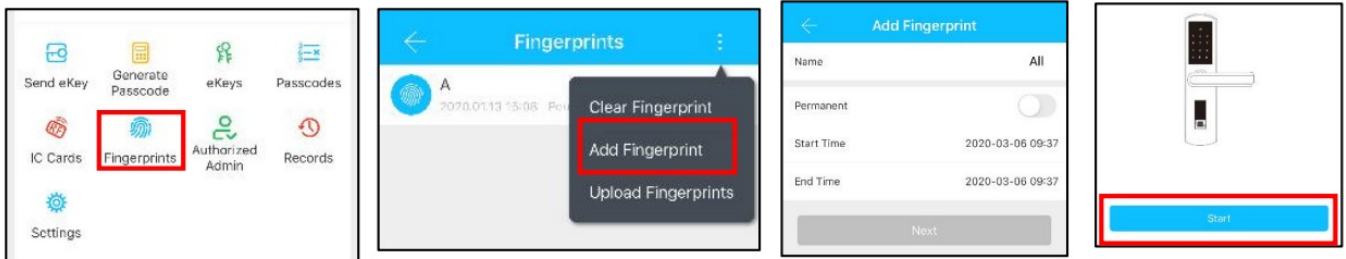 Send eKey
Generate
Passcode
eKeys
Passcodes
IC Cards
Fingerprints
Authorized
Admin
Records
Settings
Fingerprints
A
2020.01.13 15:08
Clear Fingerprint
Add Fingerprint
Upload Fingerprints
Add Fingerprint
Name All
Permanent
Start Time 2020-03-06 09:37
End Time 2020-03-06 09:37
Next
Start